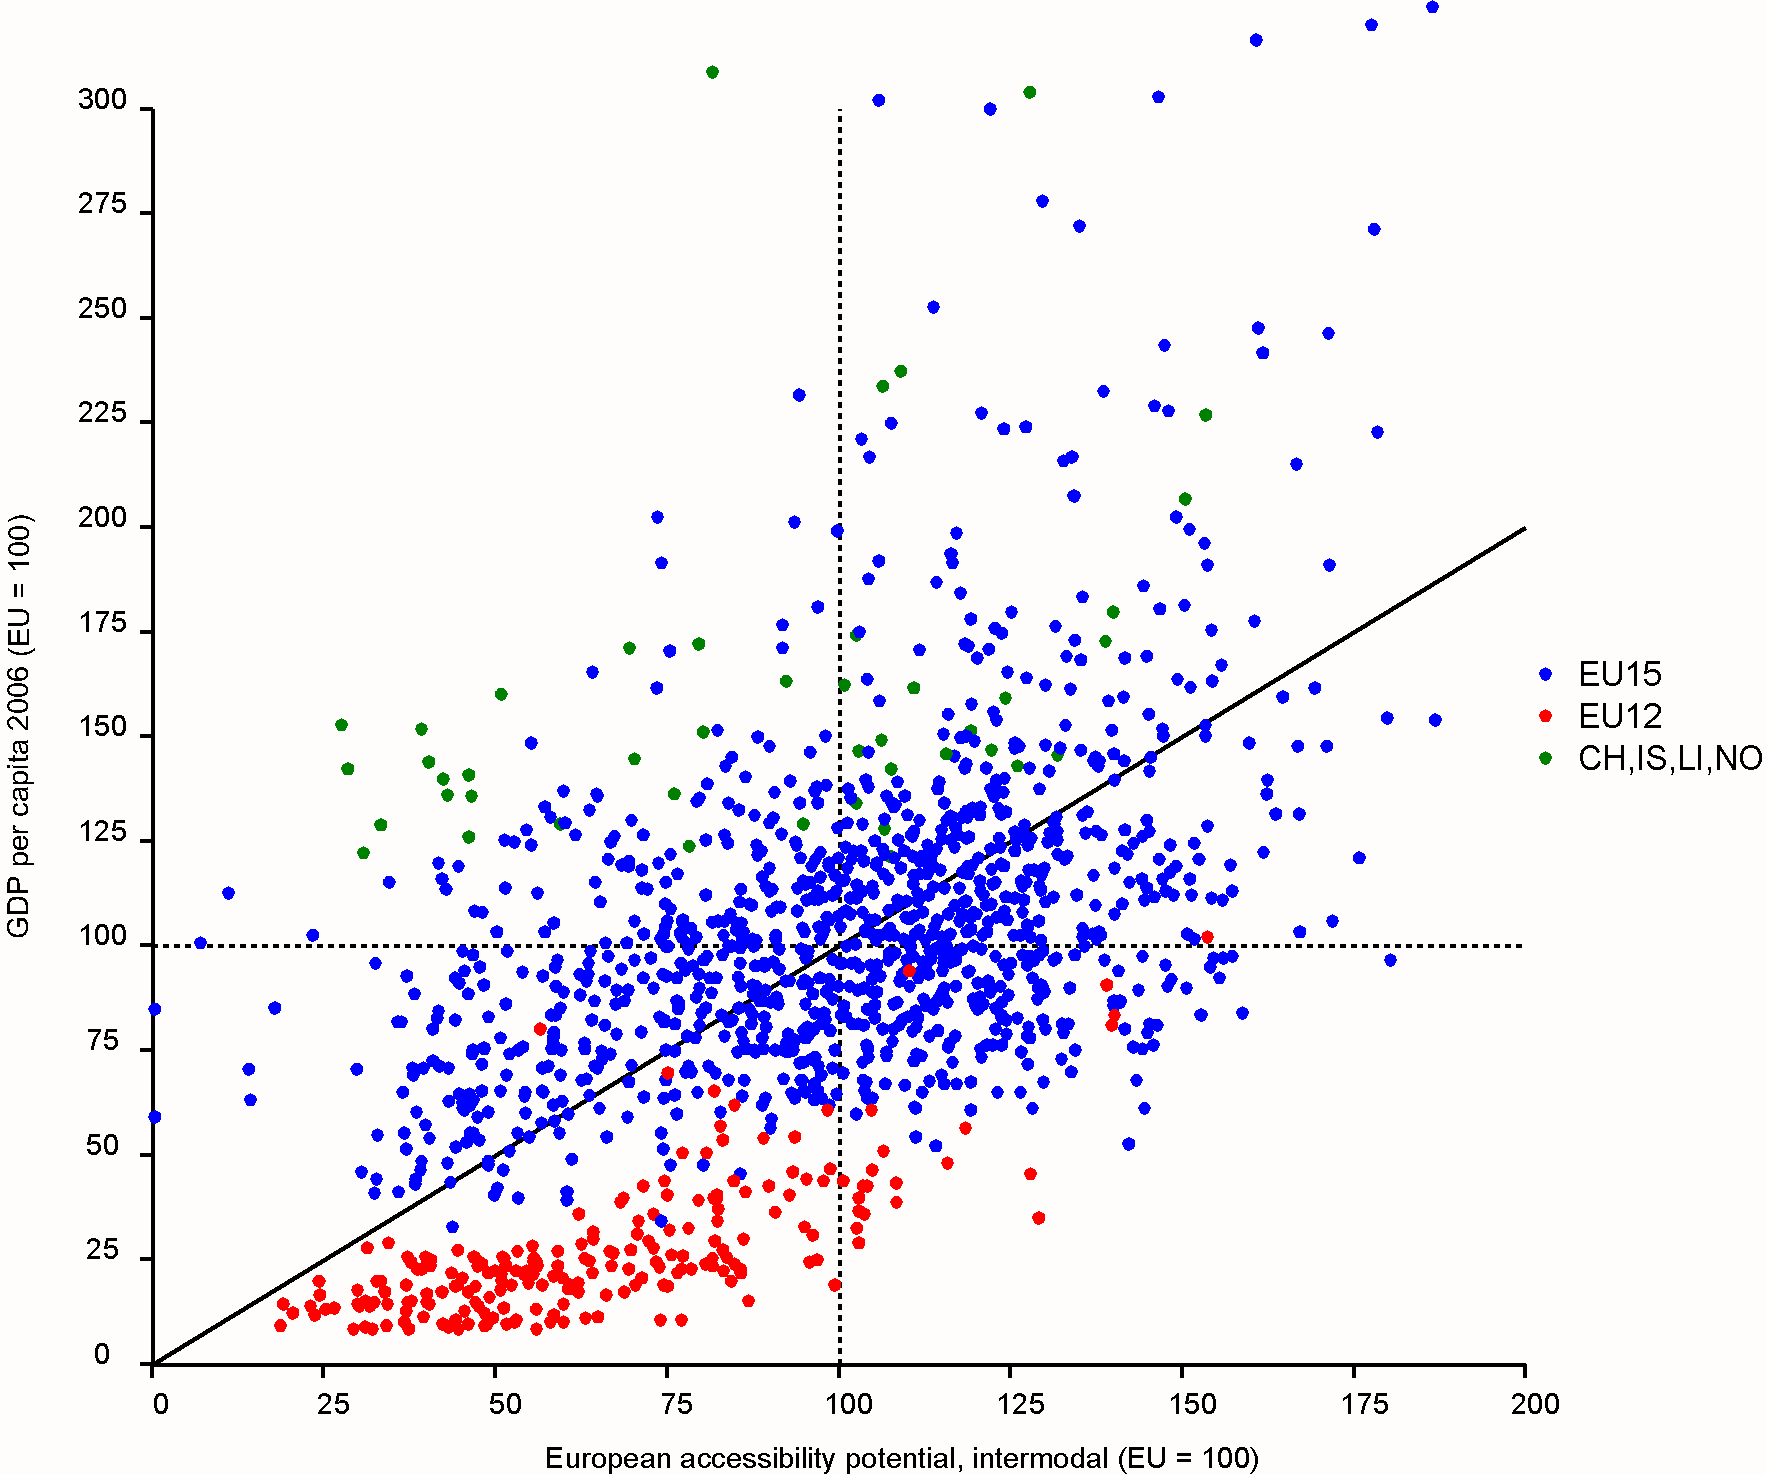 300
275
250
225
200
175
150
125
100
75
50
25
0
GDP per capita 2006 (EU = 100)
0 25 50 75 100 125 150 175 200
European accessibility potential, intermodal (EU = 100)
EU15
EU12
CH,IS,LI,NO